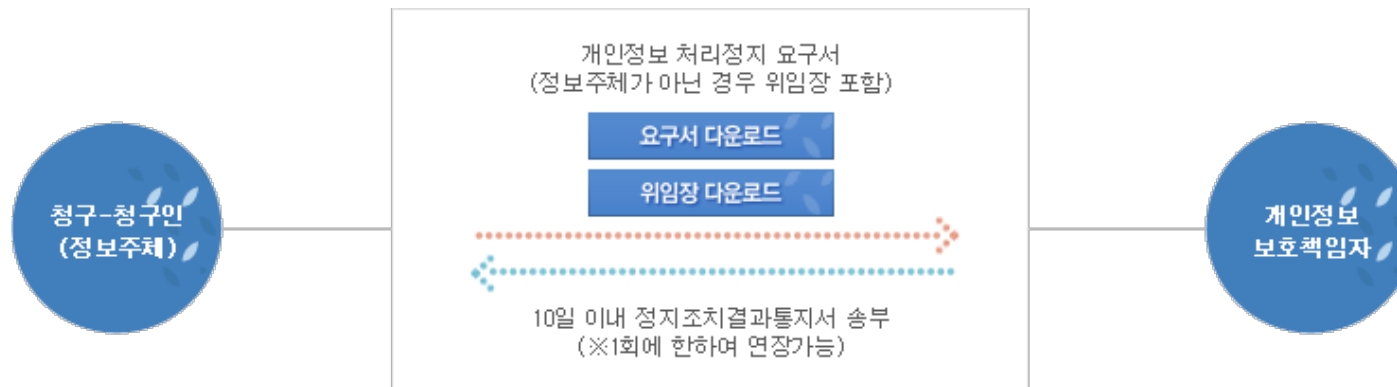 개인정보 처리정지 요구서
(정보주체가 아닌 경우 위임장 포함)
요구서 다운로드
위임장 다운로드
청구-청구인
(정보주체)
개인정보
보호책임자
10일 이내 정지조치결과통지서 송부
(※1회에 한하여 연장가능)